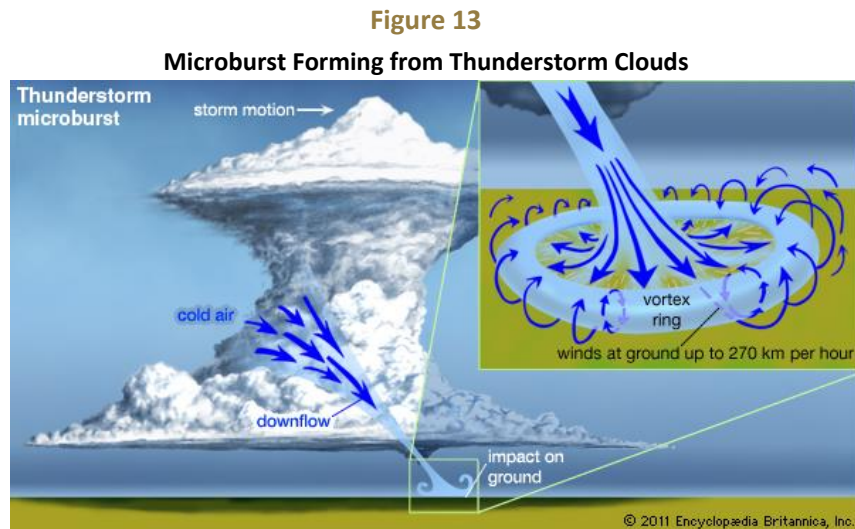 Figure 13
Microburst Forming from Thunderstorm Clouds
Thunderstorm
microburst
storm motion
cold air
downflow
impact on
ground
vortex
ring
winds at ground up to 270 km per hour
© 2011 Encyclopædia Britannica, Inc.